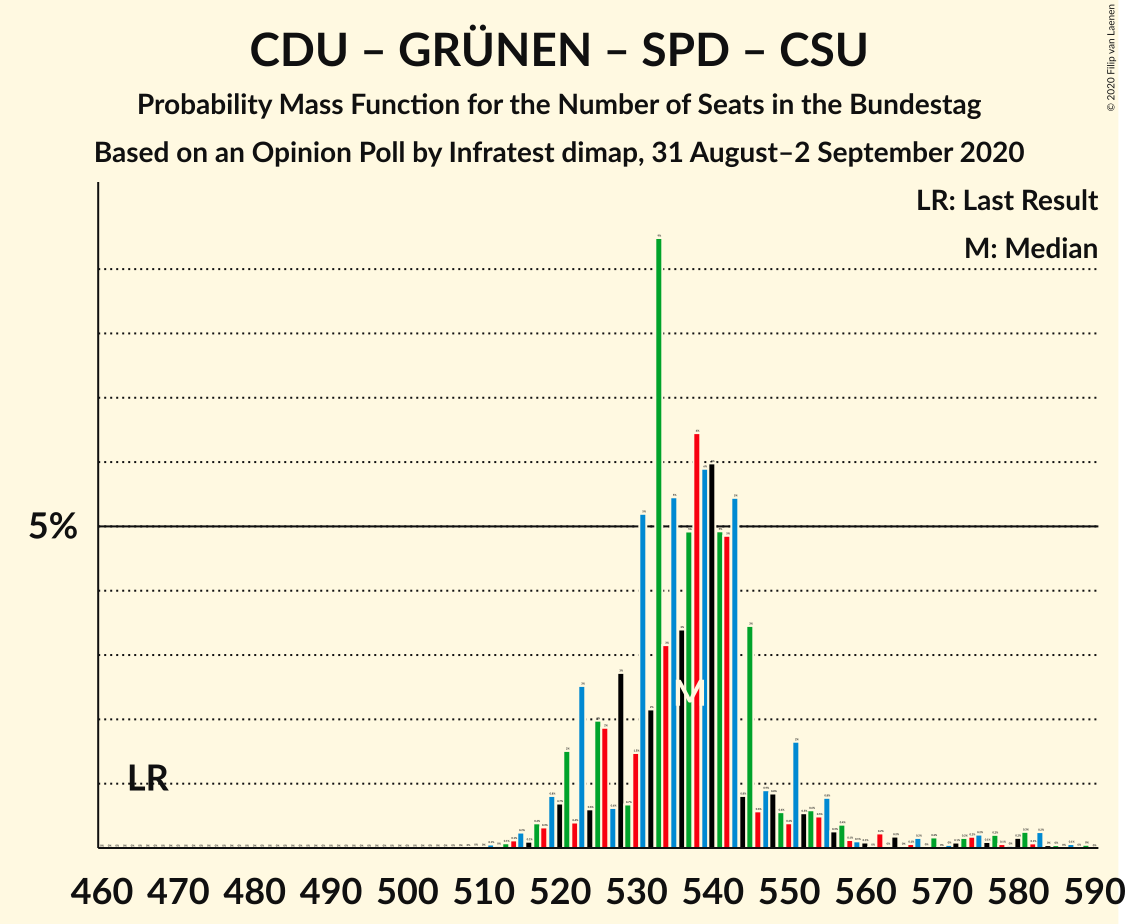 CDU – GRÜNEN – SPD – CSU
Probability Mass Function for the Number of Seats in the Bundestag
Based on an Opinion Poll by Infratest dimap, 31 August–2 September 2020
© 2020 Filip van Laenen
LR: Last Result
M: Median
5%
M
LR
460 470 480 490 500 510 520 530 540 550 560 570 580 590